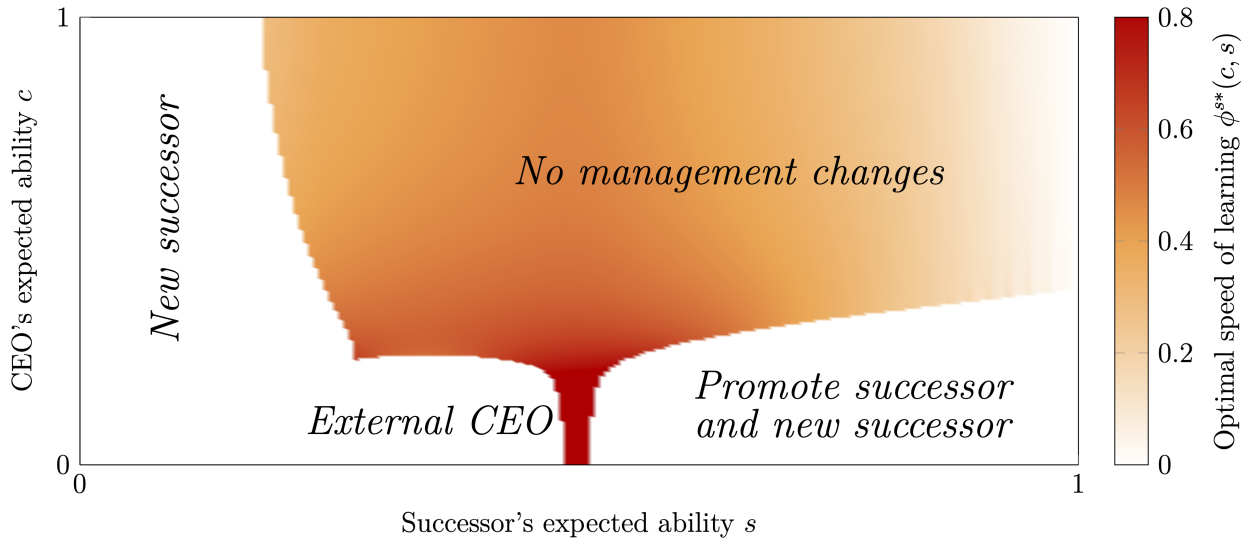 1
0
0
1
CEO's expected ability c
Successor's expected ability s
New successor
No management changes
External CEO
Promote successor
and new successor
0.8
0.6
0.4
0.2
0
Optimal speed of learning ϕˢ*(c, s)